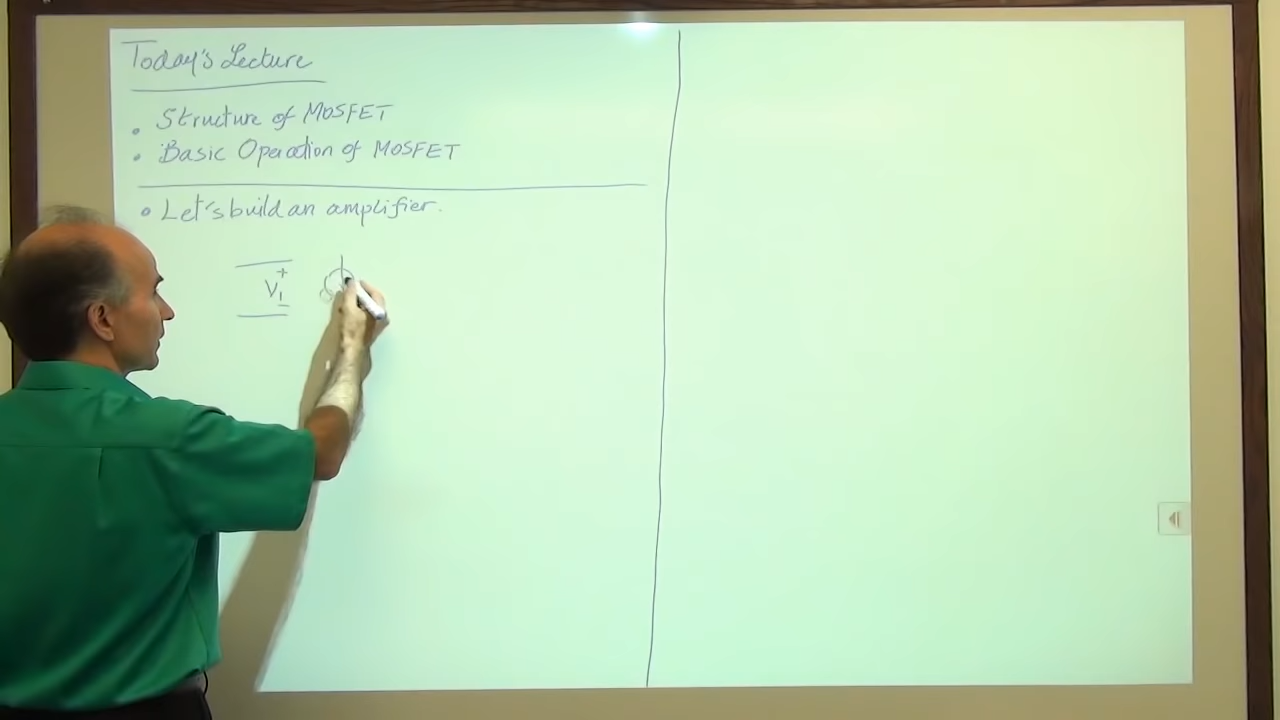 Today's Lecture
• Structure of MOSFET
• Basic Operation of MOSFET
• Let's build an amplifier.
+
V1
−